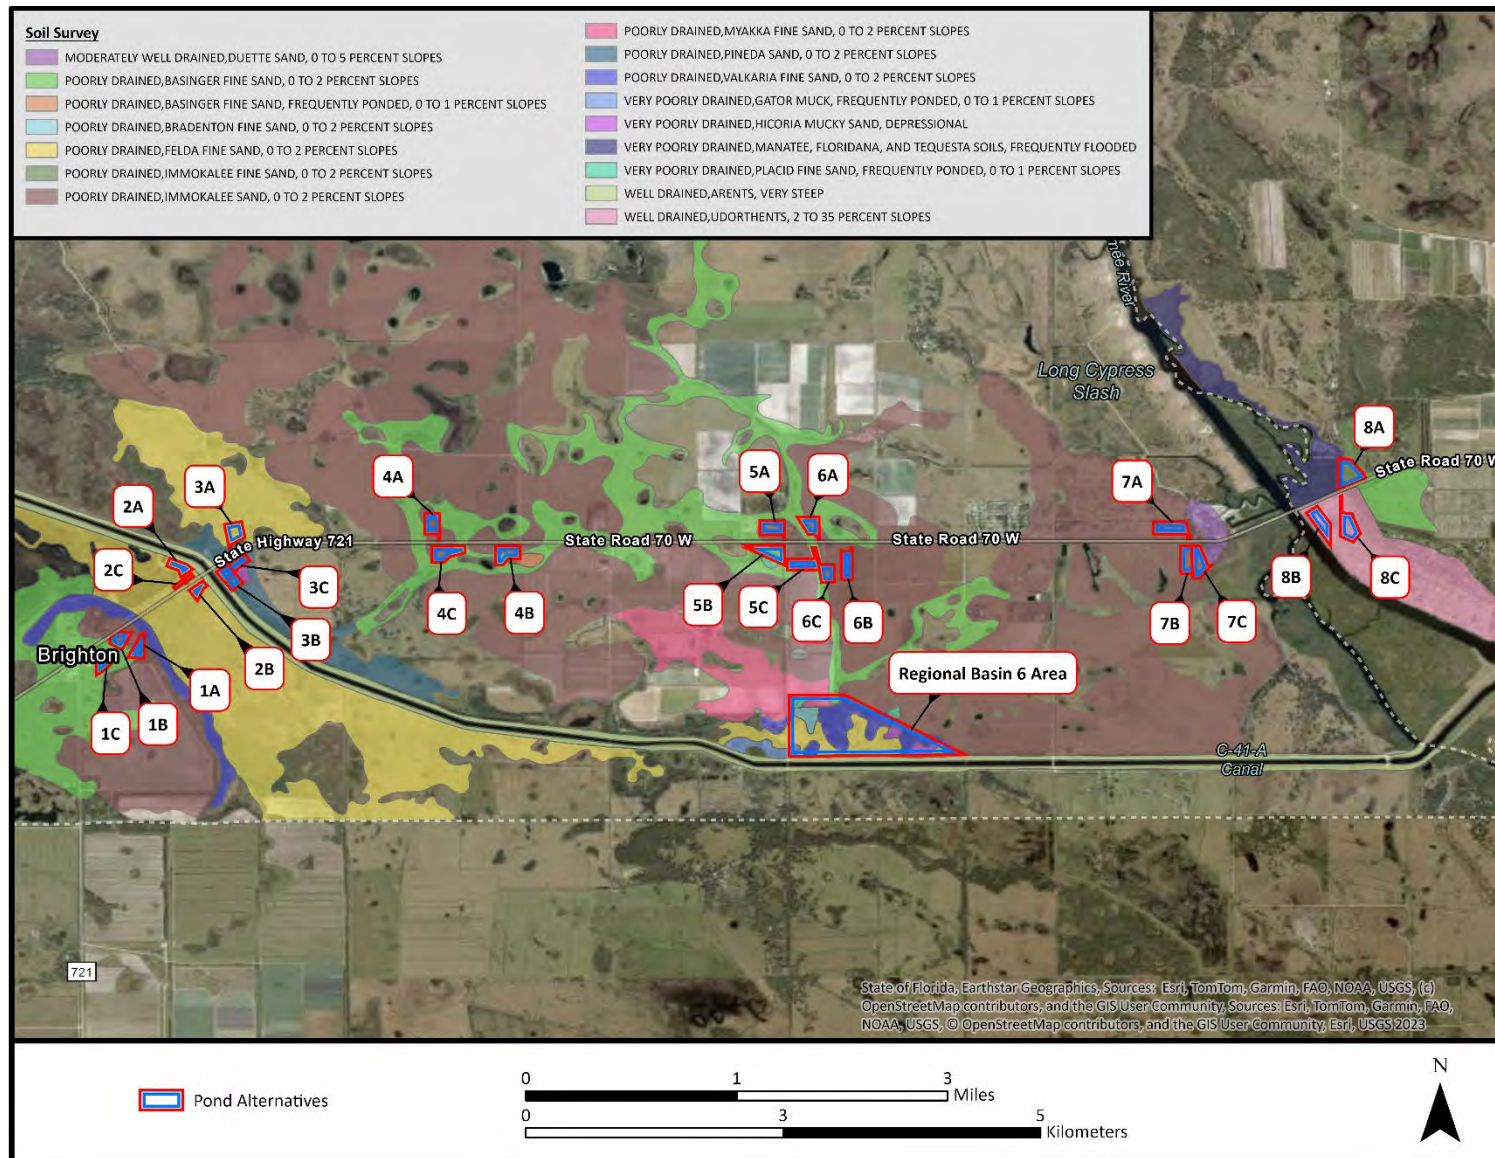 Soil Survey
MODERATELY WELL DRAINED,DUETTE SAND, 0 TO 5 PERCENT SLOPES
POORLY DRAINED,BASINGER FINE SAND, 0 TO 2 PERCENT SLOPES
POORLY DRAINED,BASINGER FINE SAND, FREQUENTLY PONDED, 0 TO 1 PERCENT SLOPES
POORLY DRAINED,BRADENTON FINE SAND, 0 TO 2 PERCENT SLOPES
POORLY DRAINED,FELDA FINE SAND, 0 TO 2 PERCENT SLOPES
POORLY DRAINED,IMMOKALEE FINE SAND, 0 TO 2 PERCENT SLOPES
POORLY DRAINED,IMMOKALEE SAND, 0 TO 2 PERCENT SLOPES
POORLY DRAINED,MYAKKA FINE SAND, 0 TO 2 PERCENT SLOPES
POORLY DRAINED,PINEDA SAND, 0 TO 2 PERCENT SLOPES
POORLY DRAINED,VALKARIA FINE SAND, 0 TO 2 PERCENT SLOPES
VERY POORLY DRAINED,GATOR MUCK, FREQUENTLY PONDED, 0 TO 1 PERCENT SLOPES
VERY POORLY DRAINED,HICORIA MUCKY SAND, DEPRESSIONAL
VERY POORLY DRAINED,MANATEE, FLORIDANA, AND TEQUESTA SOILS, FREQUENTLY FLOODED
VERY POORLY DRAINED,PLACID FINE SAND, FREQUENTLY PONDED, 0 TO 1 PERCENT SLOPES
WELL DRAINED,ARENTS, VERY STEEP
WELL DRAINED,UDORTHENTS, 2 TO 35 PERCENT SLOPES
River
Long Cypress
Slash
8A
State Road 70 W
4A
5A
6A
7A
3A
2A
State Highway 721
State Road 70 W
State Road 70 W
2C
3C
8B
8C
4C
4B
5B
5C
6C
6B
7B
7C
3B
2B
Brighton
1A
1B
1C
Regional Basin 6 Area
C-41-A
Canal
721
State of Florida, Earthstar Geographics, Sources: Esri, TomTom, Garmin, FAO, NOAA, USGS, (c)
OpenStreetMap contributors, and the GIS User Community, Sources: Esri, TomTom, Garmin, FAO,
NOAA, USGS, © OpenStreetMap contributors, and the GIS User Community, Esri, USGS 2023
Pond Alternatives
0 1 3
Miles
0 3 5
Kilometers
N